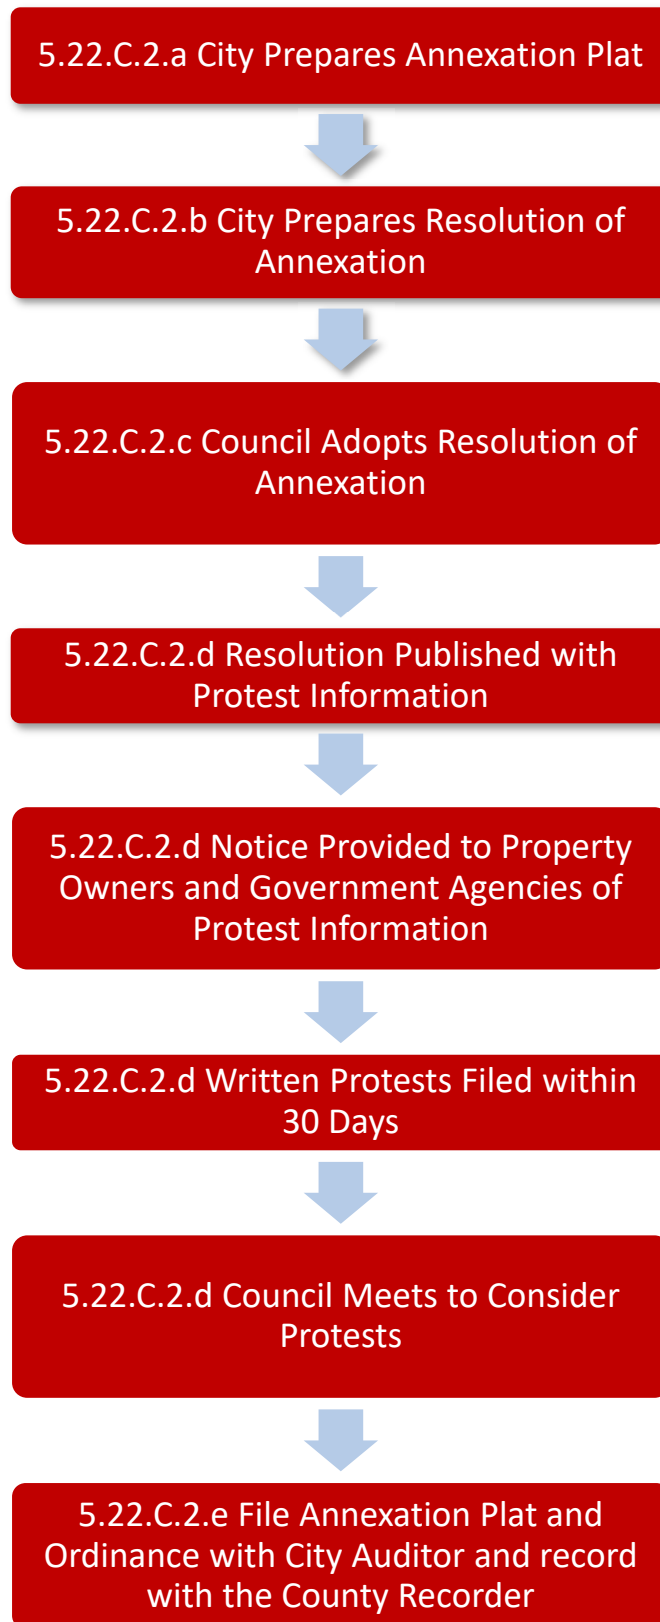 5.22.C.2.a City Prepares Annexation Plat
5.22.C.2.b City Prepares Resolution of
Annexation
5.22.C.2.c Council Adopts Resolution of
Annexation
5.22.C.2.d Resolution Published with
Protest Information
5.22.C.2.d Notice Provided to Property
Owners and Government Agencies of
Protest Information
5.22.C.2.d Written Protests Filed within
30 Days
5.22.C.2.d Council Meets to Consider
Protests
5.22.C.2.e File Annexation Plat and
Ordinance with City Auditor and record
with the County Recorder